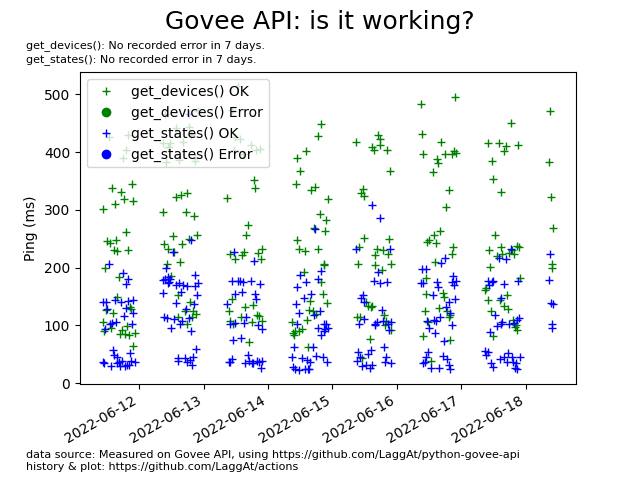 Govee API: is it working?
get_devices(): No recorded error in 7 days.
get_states(): No recorded error in 7 days.
get_devices() OK
get_devices() Error
get_states() OK
get_states() Error
Ping (ms)
500
400
300
200
100
0
2022-06-12
2022-06-13
2022-06-14
2022-06-15
2022-06-16
2022-06-17
2022-06-18
data source: Measured on Govee API, using https://github.com/LaggAt/python-govee-api
history & plot: https://github.com/LaggAt/actions